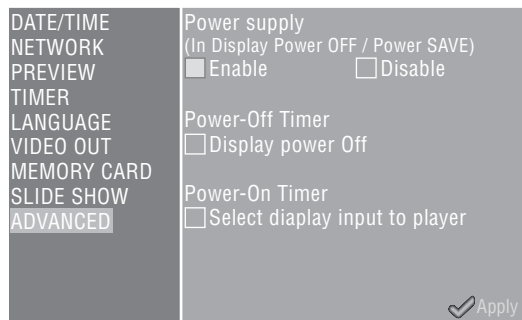 DATE/TIME
NETWORK
PREVIEW
TIMER
LANGUAGE
VIDEO OUT
MEMORY CARD
SLIDE SHOW
ADVANCED
Power supply
(In Display Power OFF / Power SAVE)
Enable Disable
Power-Off Timer
Display power Off
Power-On Timer
Select diaplay input to player
Apply